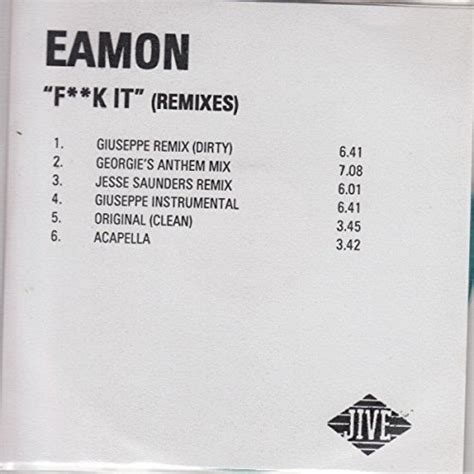 EAMON
"F**K IT" (REMIXES)
1. GIUSEPPE REMIX (DIRTY) 6.41
2. GEORGIE'S ANTHEM MIX 7.08
3. JESSE SAUNDERS REMIX 6.01
4. GIUSEPPE INSTRUMENTAL 6.41
5. ORIGINAL (CLEAN) 3.45
6. ACAPELLA 3.42
JIVE